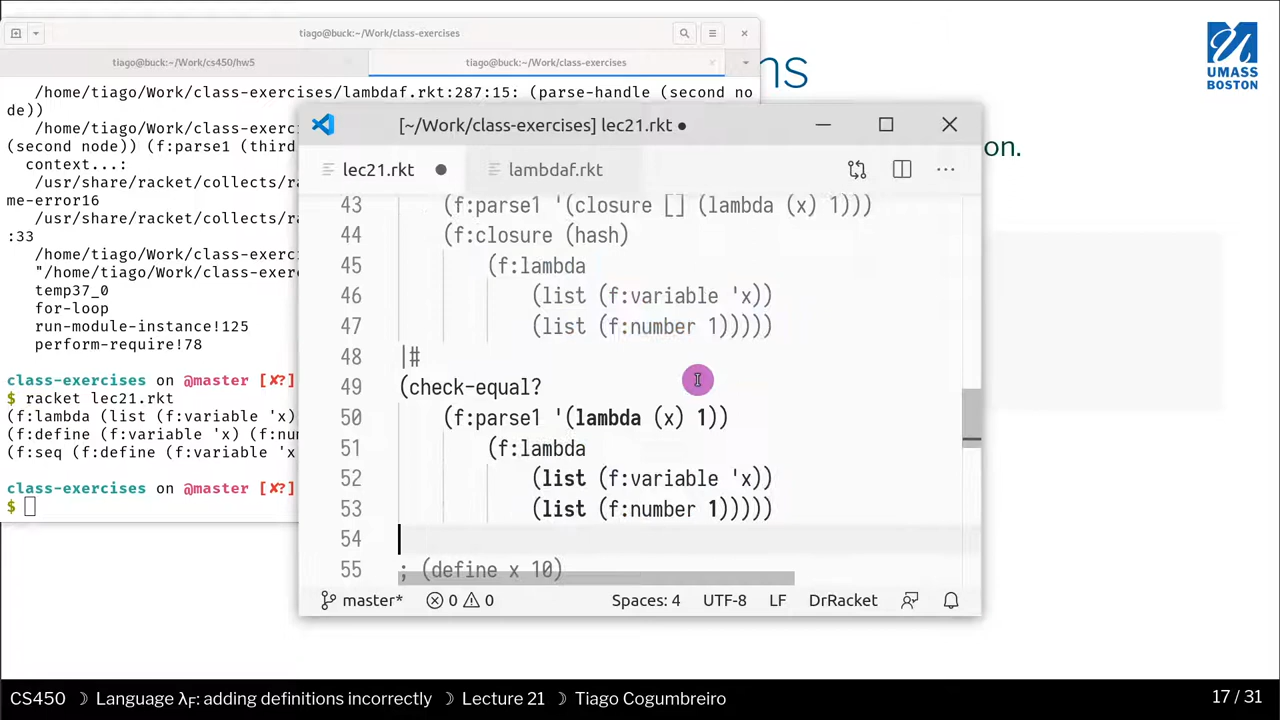 ns
UMASS
BOSTON
on.
tiago@buck:~/Work/class-exercises
tiago@buck:~/Work/cs450/hw5
tiago@buck:~/Work/class-exercises
/home/tiago/Work/class-exercises/lambdaf.rkt:287:15: (parse-handle (second no
de))
/home/tiago/Work/class-exer
(second node)) (f:parse1 (third
context...:
/usr/share/racket/collects/ra
me-error16
/usr/share/racket/collects/ra
:33
/home/tiago/Work/class-exer
"/home/tiago/Work/class-exer
temp37_0
for-loop
run-module-instance!125
perform-require!78
class-exercises on @master [✘?]
$ racket lec21.rkt
(f:lambda (list (f:variable 'x)
(f:define (f:variable 'x) (f:num
(f:seq (f:define (f:variable 'x
class-exercises on @master [✘?]
$
[~/Work/class-exercises] lec21.rkt ●
lec21.rkt ●
lambdaf.rkt
43 (f:parse1 '(closure [] (lambda (x) 1)))
44 (f:closure (hash)
45 (f:lambda
46 (list (f:variable 'x))
47 (list (f:number 1)))))
48 |#
49 (check-equal?
50 (f:parse1 '(lambda (x) 1))
51 (f:lambda
52 (list (f:variable 'x))
53 (list (f:number 1)))))
54
55 ; (define x 10)
master* 0 0 Spaces: 4 UTF-8 LF DrRacket
CS450 ☽ Language λF: adding definitions incorrectly ☽ Lecture 21 ☽ Tiago Cogumbreiro 17 / 31